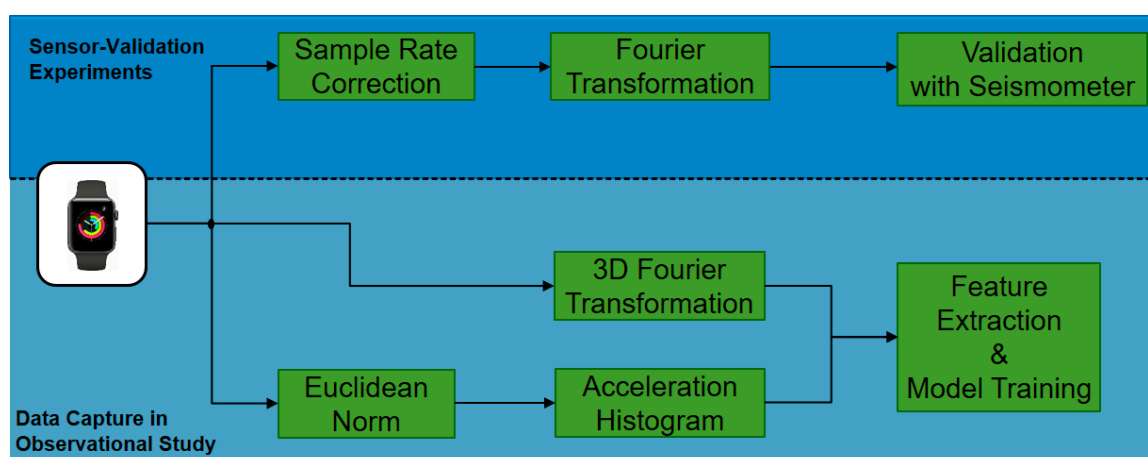 Sensor-Validation
Experiments
Sample Rate
Correction
Fourier
Transformation
Validation
with Seismometer
3D Fourier
Transformation
Feature
Extraction
&
Model Training
Euclidean
Norm
Acceleration
Histogram
Data Capture in
Observational Study